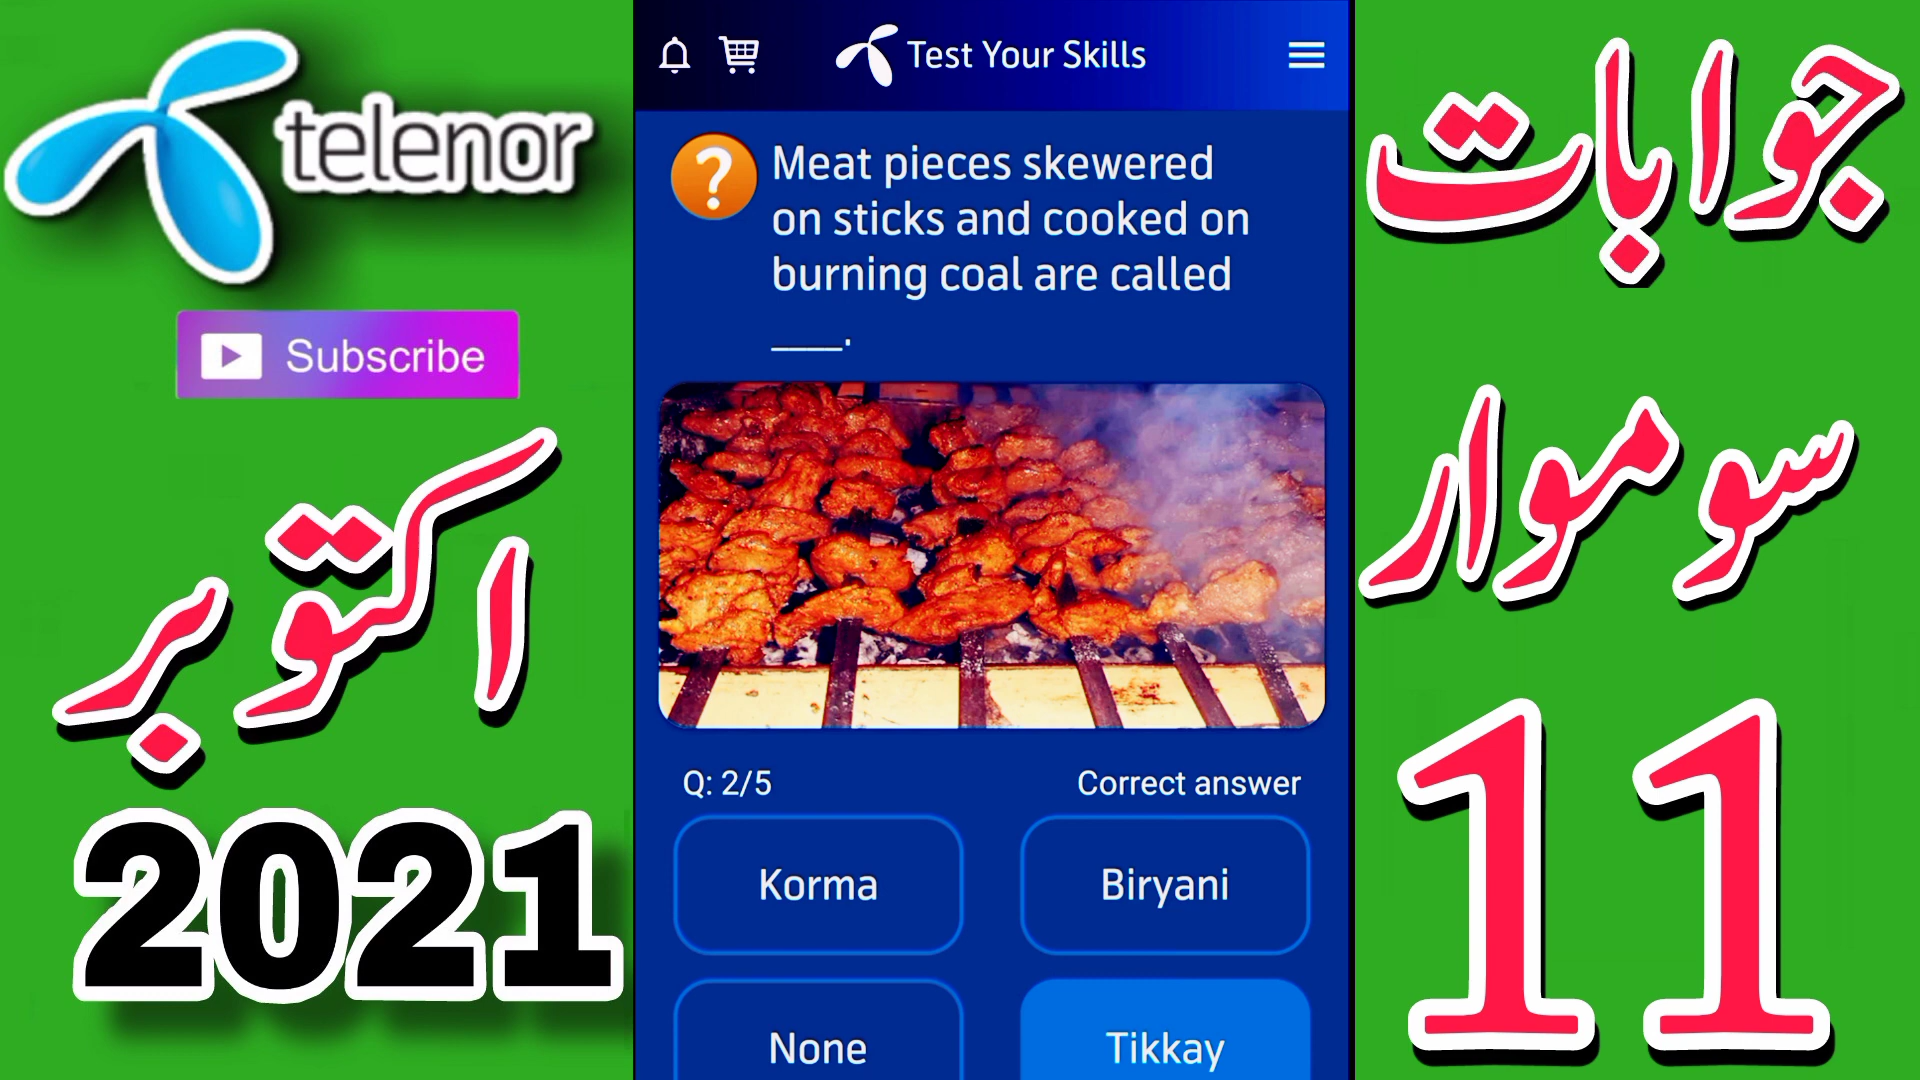 telenor
Subscribe
اکتوبر
2021
Test Your Skills
Meat pieces skewered
on sticks and cooked on
burning coal are called
____.
Q: 2/5
Correct answer
Korma
Biryani
None
Tikkay
جوابات
سوموار
11